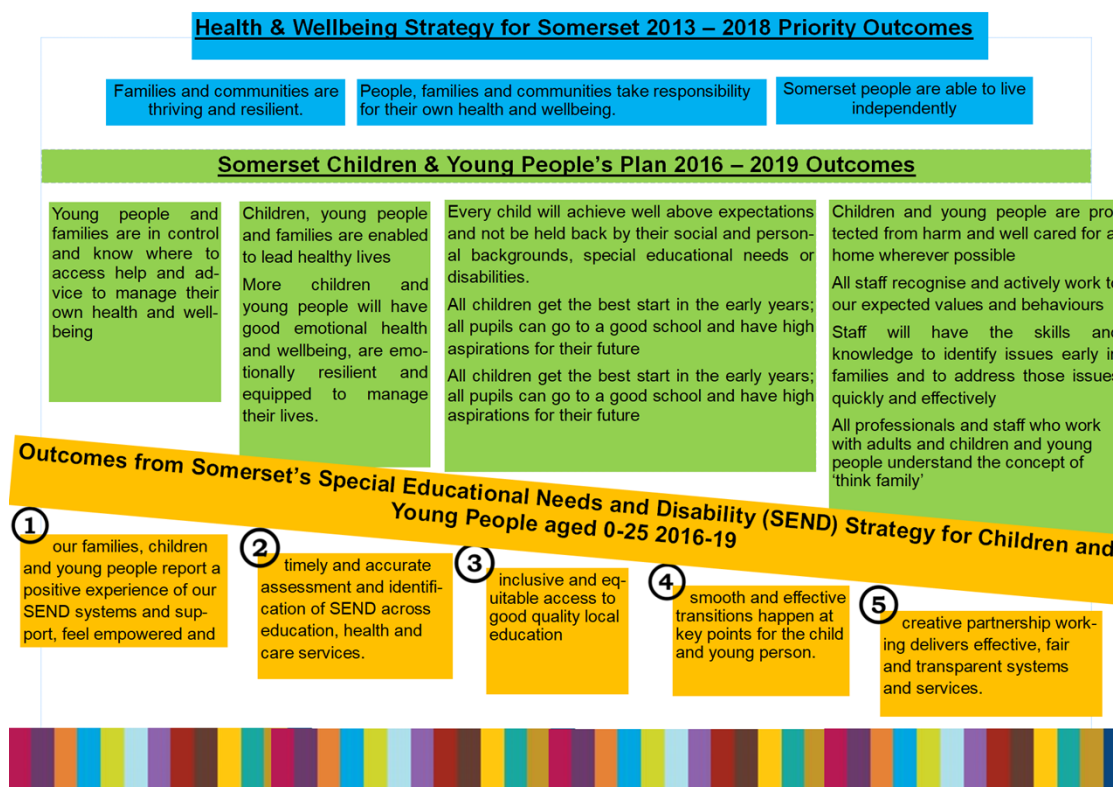 Health & Wellbeing Strategy for Somerset 2013 – 2018 Priority Outcomes
Families and communities are
thriving and resilient.
People, families and communities take responsibility
for their own health and wellbeing.
Somerset people are able to live
independently
Somerset Children & Young People's Plan 2016 – 2019 Outcomes
Young people and
families are in control
and know where to
access help and ad-
vice to manage their
own health and well-
being
Children, young people
and families are enabled
to lead healthy lives
More children and
young people will have
good emotional health
and wellbeing, are emo-
tionally resilient and
equipped to manage
their lives.
Every child will achieve well above expectations
and not be held back by their social and person-
al backgrounds, special educational needs or
disabilities.
All children get the best start in the early years;
all pupils can go to a good school and have high
aspirations for their future
All children get the best start in the early years;
all pupils can go to a good school and have high
aspirations for their future
Children and young people are pro
tected from harm and well cared for a
home wherever possible
All staff recognise and actively work to
our expected values and behaviours
Staff will have the skills and
knowledge to identify issues early in
families and to address those issues
quickly and effectively
All professionals and staff who work
with adults and children and young
people understand the concept of
'think family'
Outcomes from Somerset's Special Educational Needs and Disability (SEND) Strategy for Children and
Young People aged 0-25 2016-19
1
our families, children
and young people report a
positive experience of our
SEND systems and sup-
port, feel empowered and
2
timely and accurate
assessment and identifi-
cation of SEND across
education, health and
care services.
3
inclusive and eq-
uitable access to
good quality local
education
4
smooth and effective
transitions happen at
key points for the child
and young person.
5
creative partnership work-
ing delivers effective, fair
and transparent systems
and services.